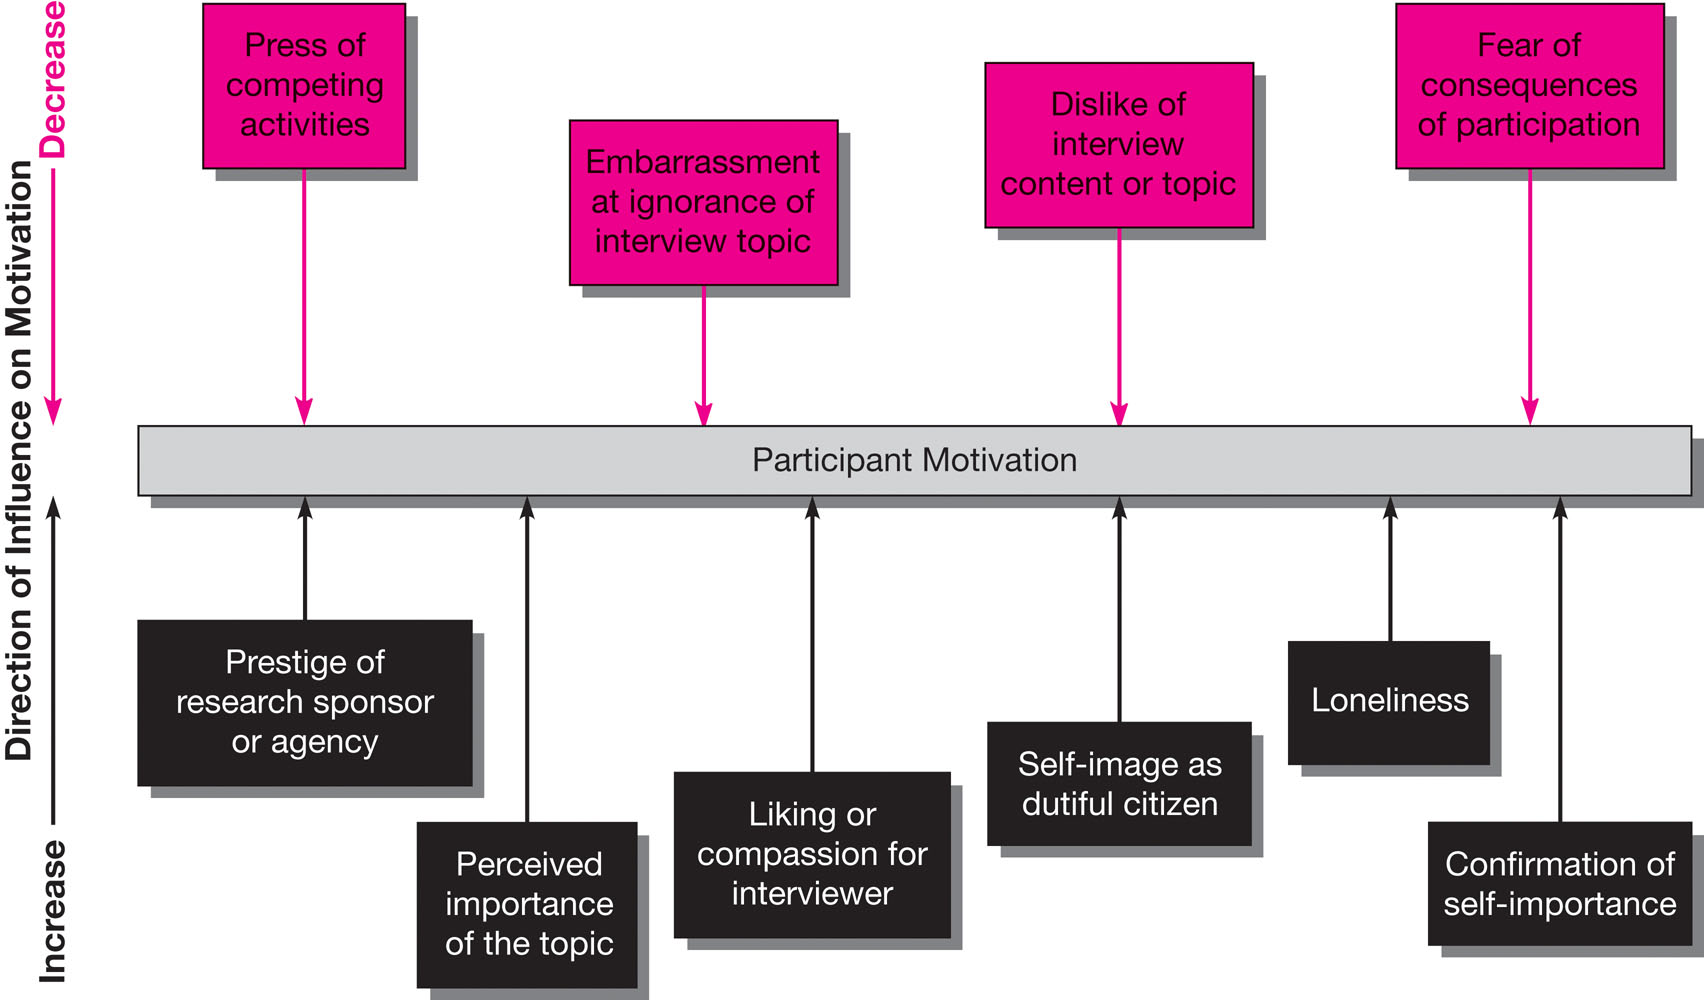 Direction of Influence on Motivation
Decrease
Increase
Press of
competing
activities
Embarrassment
at ignorance of
interview topic
Dislike of
interview
content or topic
Fear of
consequences
of participation
Participant Motivation
Prestige of
research sponsor
or agency
Perceived
importance
of the topic
Liking or
compassion for
interviewer
Self-image as
dutiful citizen
Loneliness
Confirmation of
self-importance